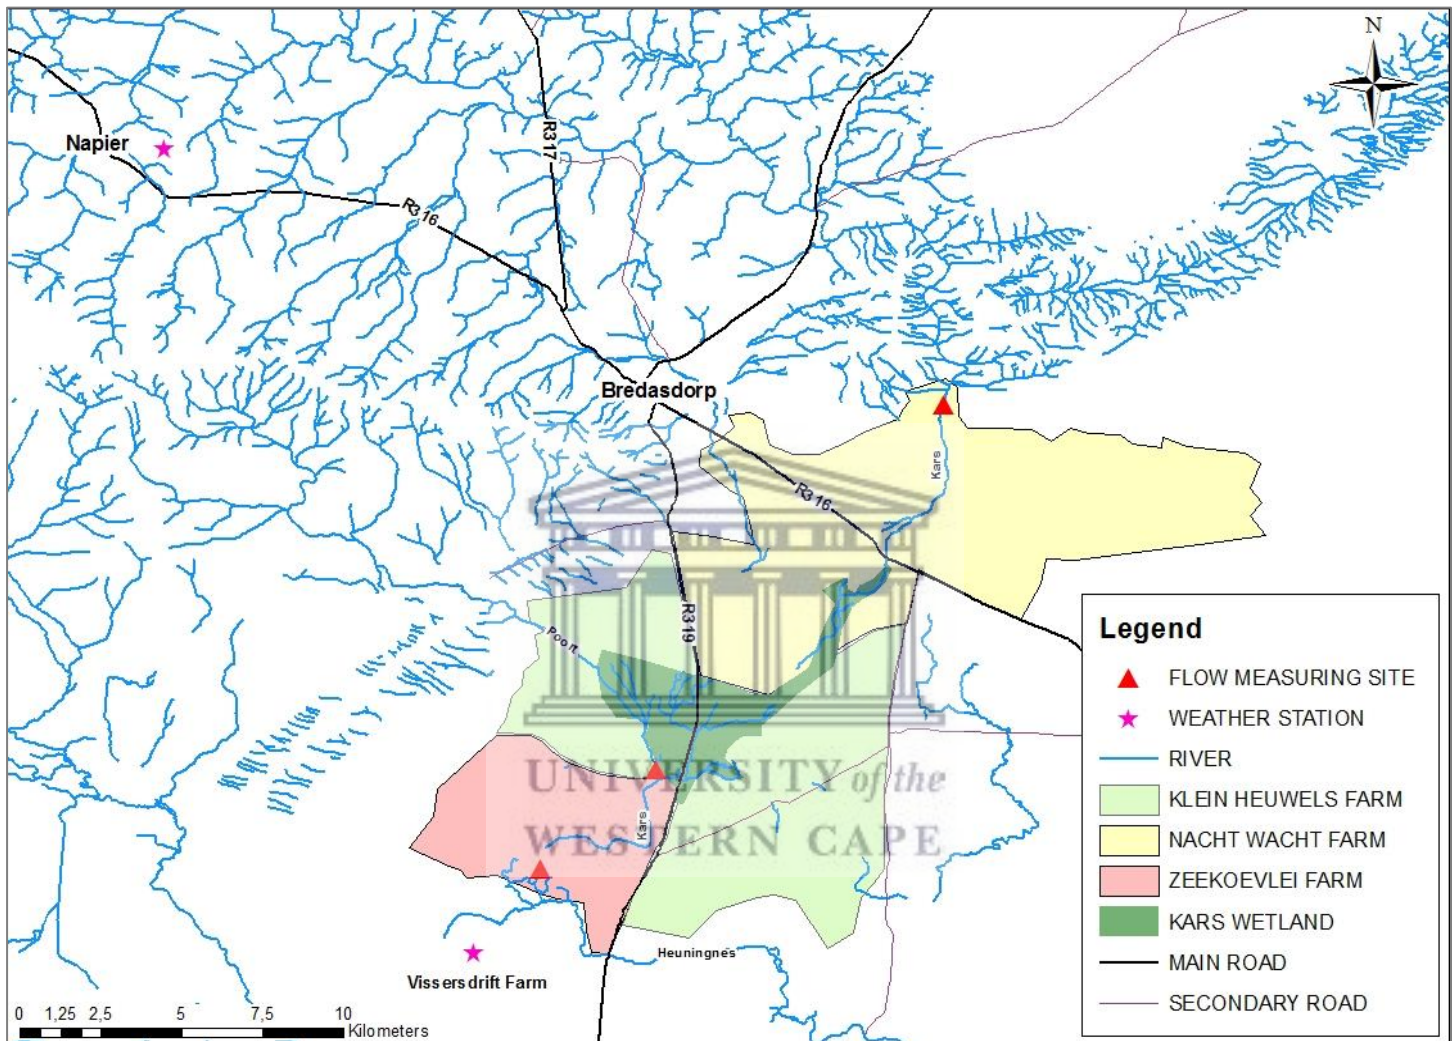 N
Napier
R317
R316
Bredasdorp
Kars
R316
R319
Poort
UNIVERSITY of the
WESTERN CAPE
Kars
Heuningnes
Vissersdrift Farm
0 1,25 2,5 5 7,5 10
Kilometers
Legend
FLOW MEASURING SITE
WEATHER STATION
RIVER
KLEIN HEUWELS FARM
NACHT WACHT FARM
ZEEKOEVLEI FARM
KARS WETLAND
MAIN ROAD
SECONDARY ROAD